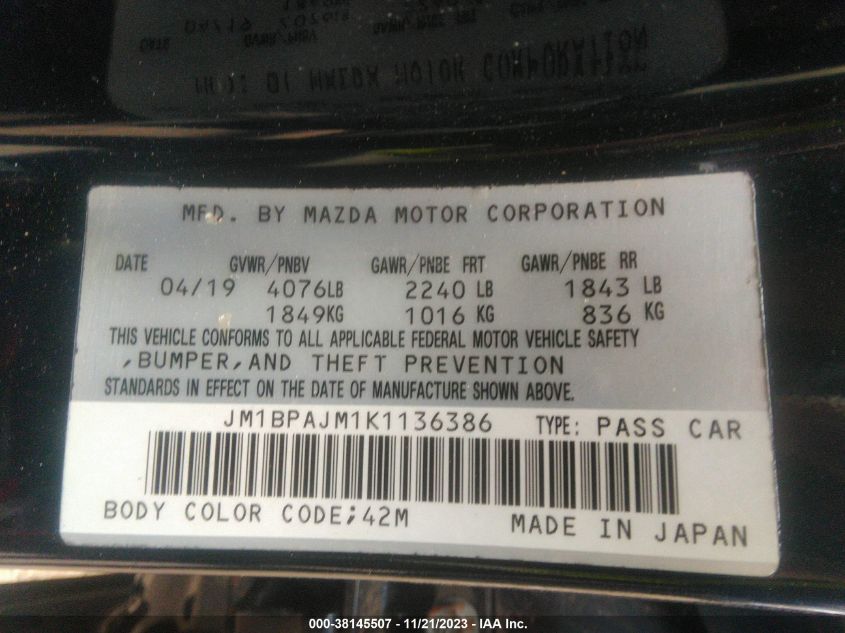 MFD. BY MAZDA MOTOR CORPORATION
DATE GVWR/PNBV GAWR/PNBE FRT GAWR/PNBE RR
04/19 4076LB 2240 LB 1843 LB
1849KG 1016 KG 836 KG
THIS VEHICLE CONFORMS TO ALL APPLICABLE FEDERAL MOTOR VEHICLE SAFETY
,BUMPER,AND THEFT PREVENTION
STANDARDS IN EFFECT ON THE DATE OF MANUFACTURE SHOWN ABOVE.
JM1BPAJM1K1136386 TYPE: PASS CAR
BODY COLOR CODE;42M
MADE IN JAPAN
000-38145507 - 11/21/2023 - IAA Inc.